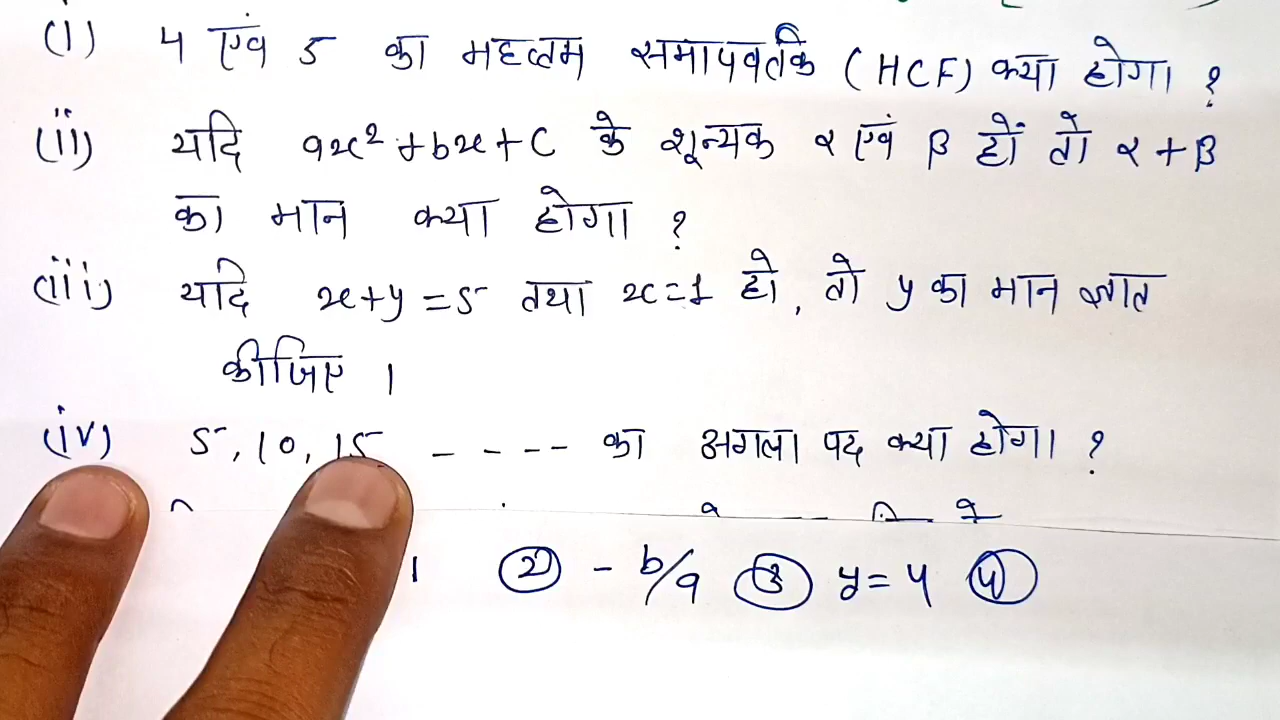 (i) 4 एवं 5 का महत्तम समापवर्तक (HCF) क्या होगा ?
(ii) यदि ax² + bx + c के शून्यक α एवं β हों तो α + β
का मान क्या होगा ?
(iii) यदि x + y = 5 तथा x = 1 हो, तो y का मान ज्ञात
कीजिए ।
(iv) 5, 10, 15 - - - - का अगला पद क्या होगा ?
1 ② - b/a ③ y = 4 ④